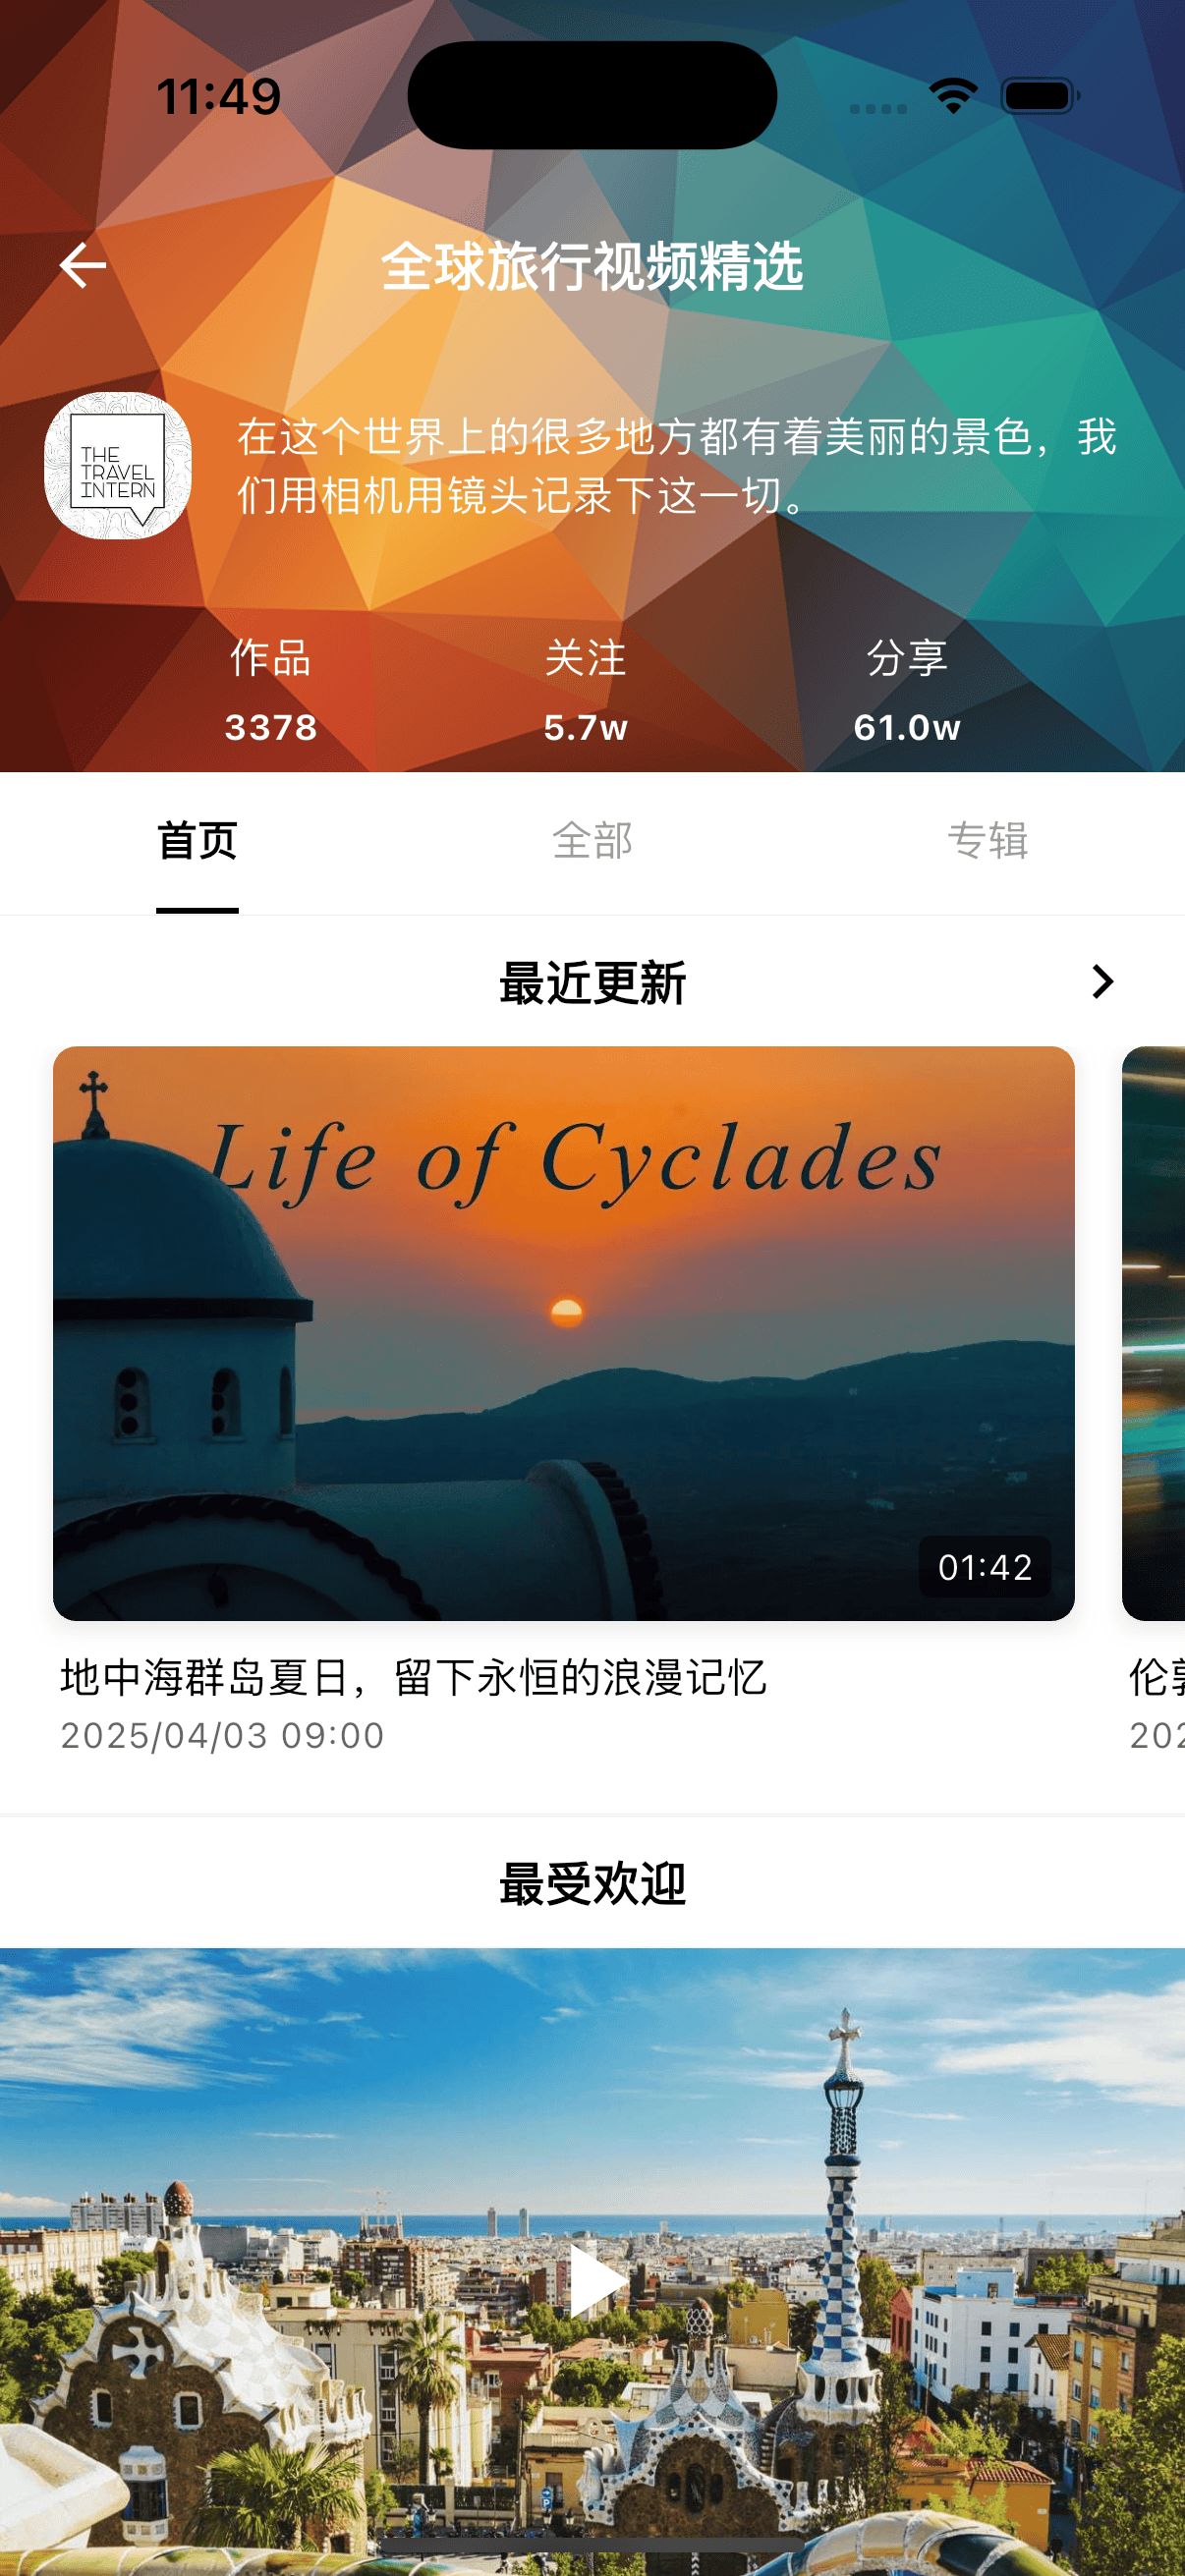 11:49
全球旅行视频精选
THE
TRAVEL
INTERN
在这个世界上的很多地方都有着美丽的景色，我
们用相机用镜头记录下这一切。
作品 关注 分享
3378 5.7w 61.0w
首页 全部 专辑
最近更新
Life of Cyclades
01:42
地中海群岛夏日，留下永恒的浪漫记忆
2025/04/03 09:00
伦
202
最受欢迎